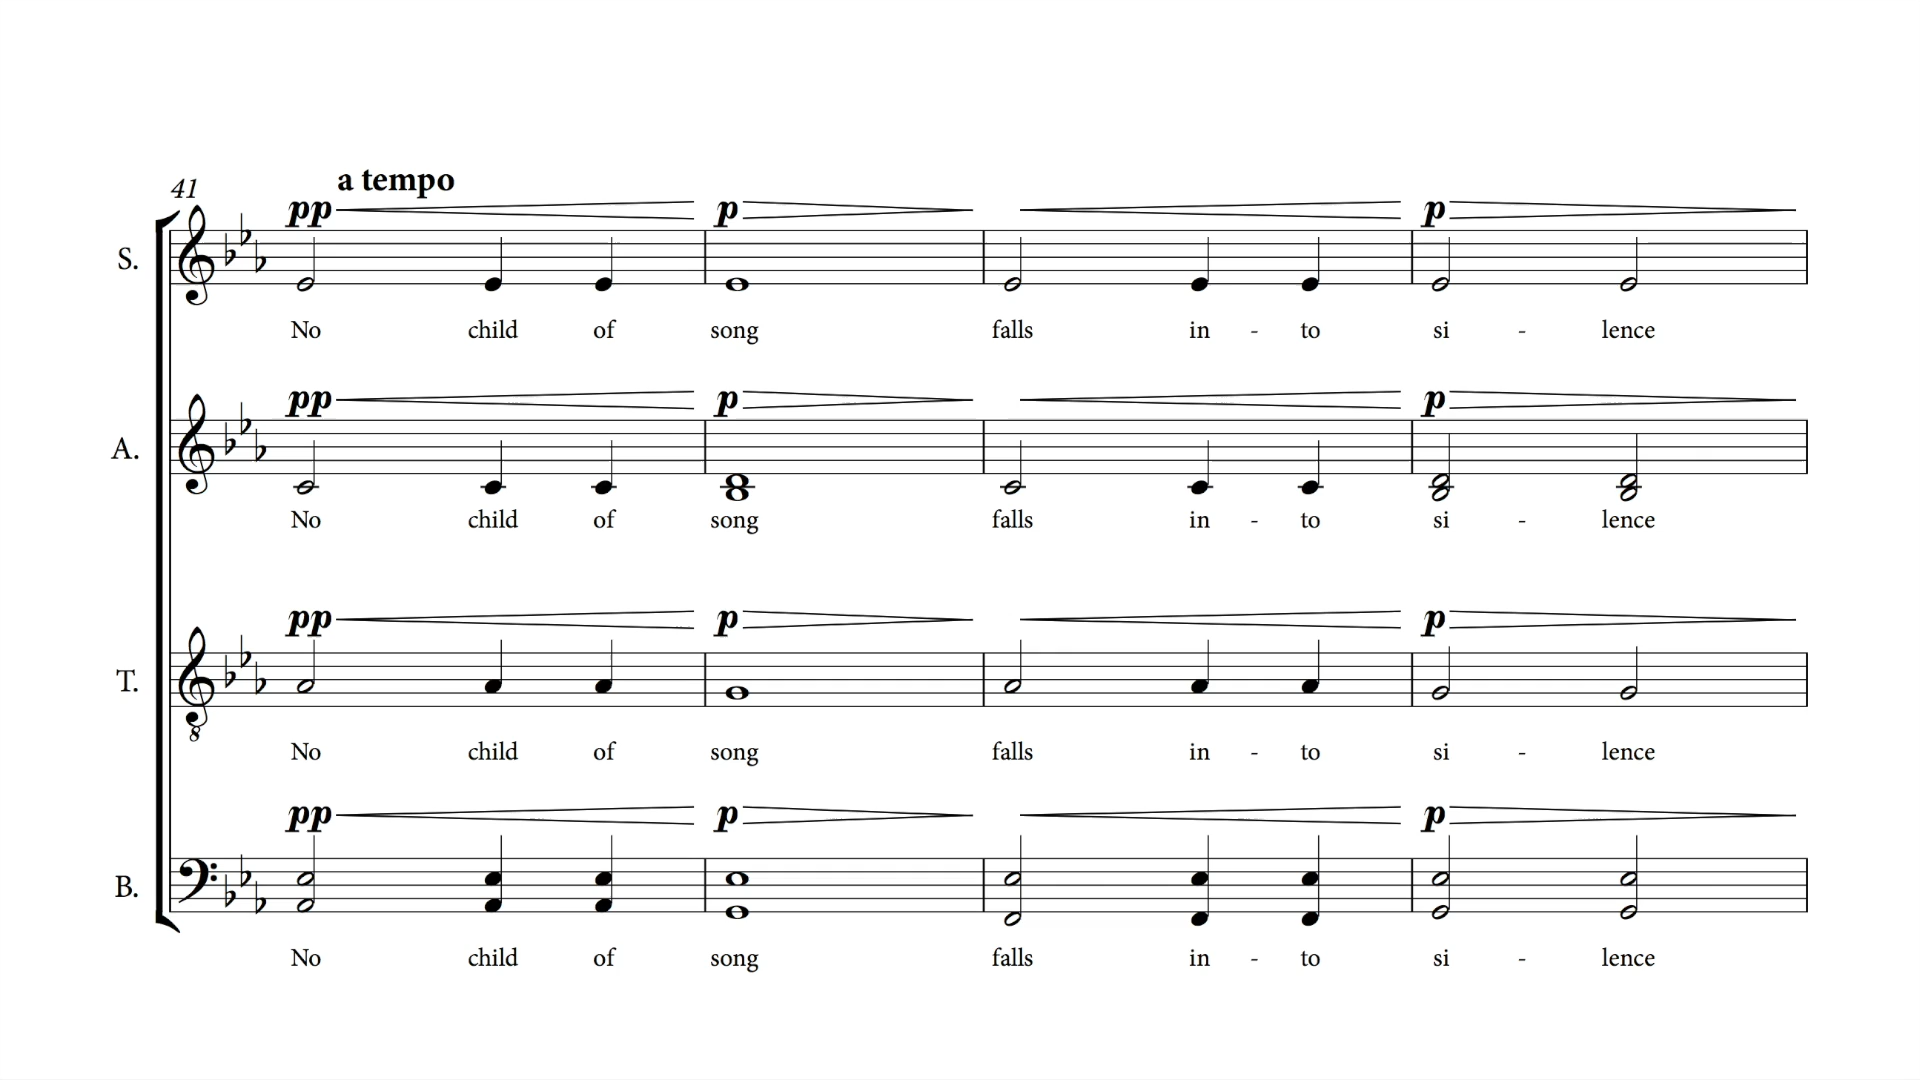 41 a tempo
pp p p
S.
No child of song falls in - to si - lence
pp p p
A.
No child of song falls in - to si - lence
pp p p
T.
8
No child of song falls in - to si - lence
pp p p
B.
No child of song falls in - to si - lence